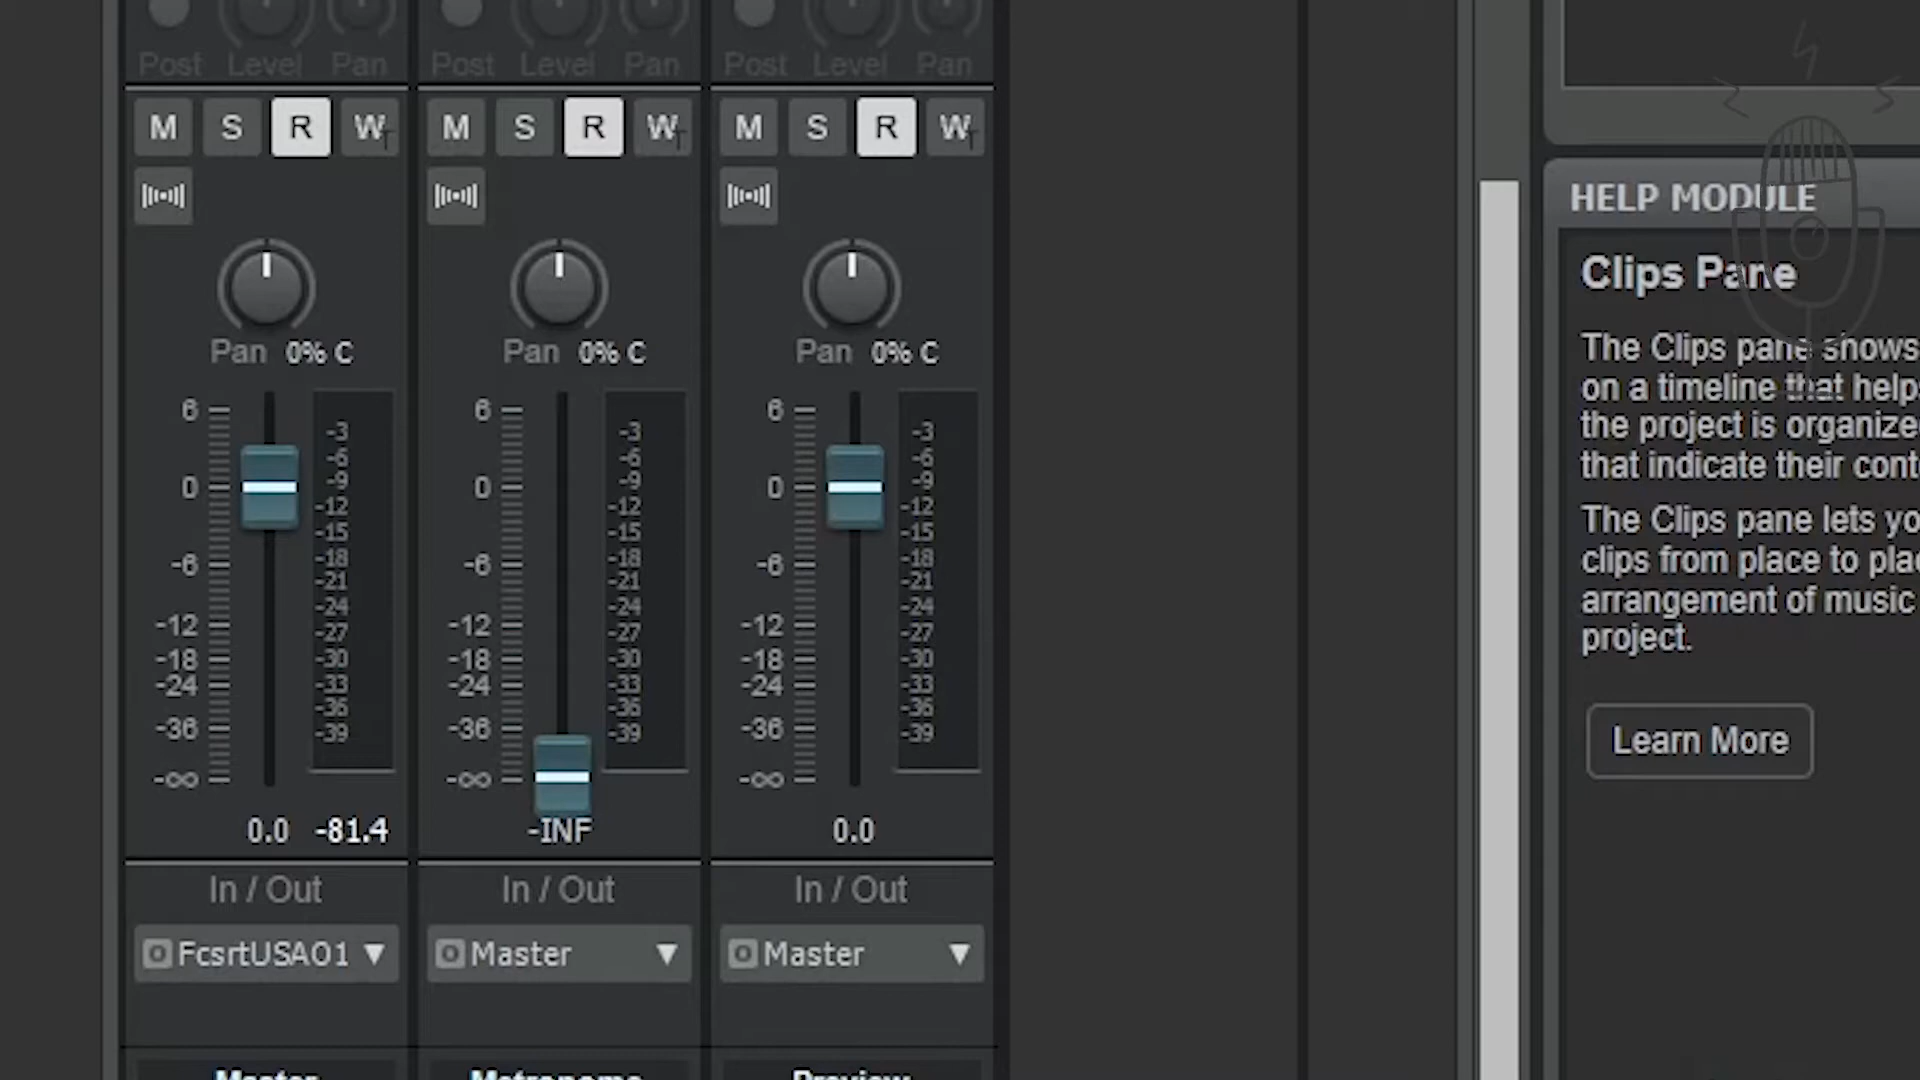 Post Level Pan Post Level Pan Post Level Pan
M S R W M S R W M S R W
Pan 0% C Pan 0% C Pan 0% C
6 6 6
-3 -3 -3
-6 -6 -6
-9 -9 -9
0 0 0
-12 -12 -12
-15 -15 -15
-6 -18 -6 -18 -6 -18
-21 -21 -21
-24 -24 -24
-12 -27 -12 -27 -12 -27
-18 -30 -18 -30 -18 -30
-24 -33 -24 -33 -24 -33
-36 -36 -36
-36 -39 -36 -39 -36 -39
-∞ -∞ -∞
0.0 -81.4 -INF 0.0
In / Out In / Out In / Out
FcsrtUSAO1 Master Master
Master Metronome Preview
HELP MODULE
Clips Pane
The Clips pane shows
on a timeline that help
the project is organize
that indicate their cont
The Clips pane lets yo
clips from place to plac
arrangement of music
project.
Learn More